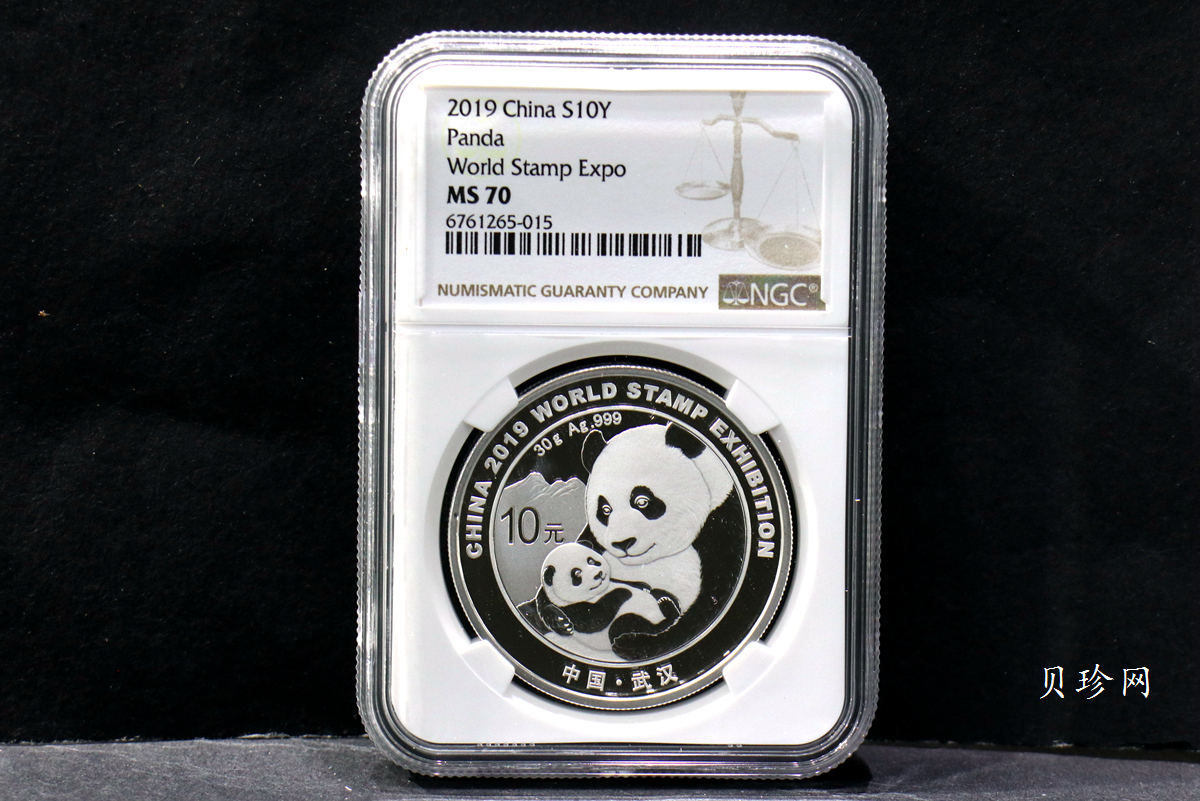 2019 China S10Y
Panda
World Stamp Expo
MS 70
6761265-015
NUMISMATIC GUARANTY COMPANY
NGC®
CHINA 2019 WORLD STAMP EXHIBITION
30g Ag.999
10元
中国·武汉
贝珍网